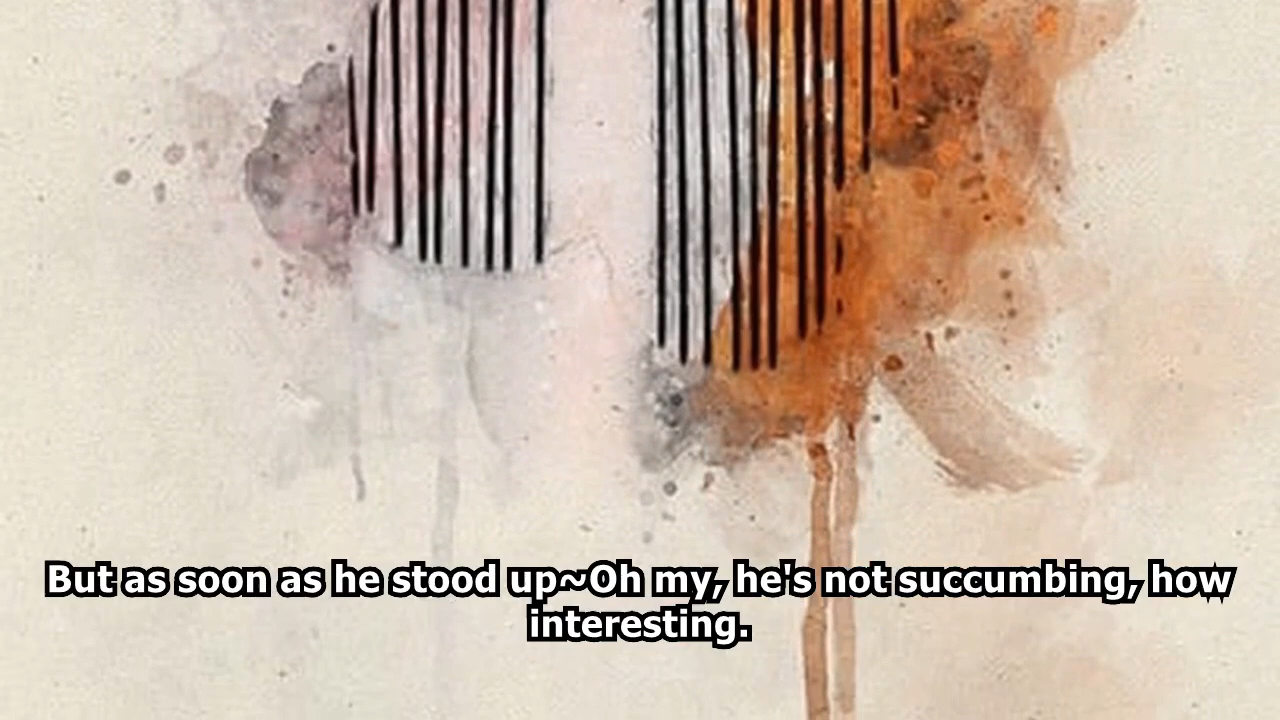 But as soon as he stood up~Oh my, he's not succumbing, how
interesting.